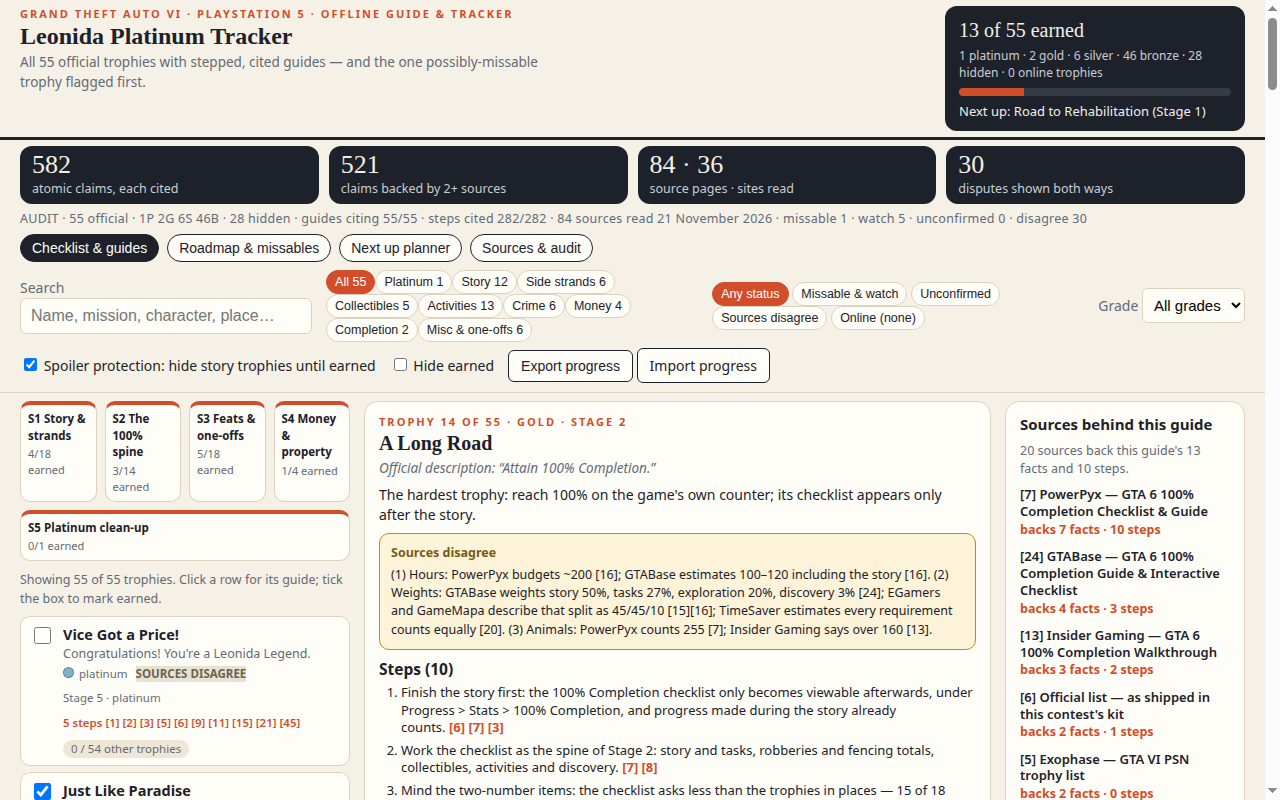 GRAND THEFT AUTO VI · PLAYSTATION 5 · OFFLINE GUIDE & TRACKER
Leonida Platinum Tracker
All 55 official trophies with stepped, cited guides — and the one possibly-missable
trophy flagged first.
13 of 55 earned
1 platinum · 2 gold · 6 silver · 46 bronze · 28
hidden · 0 online trophies
Next up: Road to Rehabilitation (Stage 1)
582
atomic claims, each cited
521
claims backed by 2+ sources
84 · 36
source pages · sites read
30
disputes shown both ways
AUDIT · 55 official · 1P 2G 6S 46B · 28 hidden · guides citing 55/55 · steps cited 282/282 · 84 sources read 21 November 2026 · missable 1 · watch 5 · unconfirmed 0 · disagree 30
Checklist & guides
Roadmap & missables
Next up planner
Sources & audit
Search
Name, mission, character, place…
All 55
Platinum 1
Story 12
Side strands 6
Collectibles 5
Activities 13
Crime 6
Money 4
Completion 2
Misc & one-offs 6
Any status
Missable & watch
Unconfirmed
Sources disagree
Online (none)
Grade
All grades
Spoiler protection: hide story trophies until earned
Hide earned
Export progress
Import progress
S1 Story &
strands
4/18
earned
S2 The
100%
spine
3/14
earned
S3 Feats &
one-offs
5/18
earned
S4 Money
&
property
1/4 earned
S5 Platinum clean-up
0/1 earned
Showing 55 of 55 trophies. Click a row for its guide; tick
the box to mark earned.
Vice Got a Price!
Congratulations! You're a Leonida Legend.
platinum SOURCES DISAGREE
Stage 5 · platinum
5 steps [1] [2] [3] [5] [6] [9] [11] [15] [21] [45]
0 / 54 other trophies
Just Like Paradise
TROPHY 14 OF 55 · GOLD · STAGE 2
A Long Road
Official description: “Attain 100% Completion.”
The hardest trophy: reach 100% on the game's own counter; its checklist appears only
after the story.
Sources disagree
(1) Hours: PowerPyx budgets ~200 [16]; GTABase estimates 100–120 including the story [16]. (2)
Weights: GTABase weights story 50%, tasks 27%, exploration 20%, discovery 3% [24]; EGamers
and GameMapa describe that split as 45/45/10 [15][16]; TimeSaver estimates every requirement
counts equally [20]. (3) Animals: PowerPyx counts 255 [7]; Insider Gaming says over 160 [13].
Steps (10)
1. Finish the story first: the 100% Completion checklist only becomes viewable afterwards, under
Progress > Stats > 100% Completion, and progress made during the story already
counts. [6] [7] [3]
2. Work the checklist as the spine of Stage 2: story and tasks, robberies and fencing totals,
collectibles, activities and discovery. [7] [8]
3. Mind the two-number items: the checklist asks less than the trophies in places — 15 of 18
Sources behind this guide
20 sources back this guide's 13
facts and 10 steps.
[7] PowerPyx — GTA 6 100%
Completion Checklist & Guide
backs 7 facts · 10 steps
[24] GTABase — GTA 6 100%
Completion Guide & Interactive
Checklist
backs 4 facts · 3 steps
[13] Insider Gaming — GTA 6
100% Completion Walkthrough
backs 3 facts · 2 steps
[6] Official list — as shipped in
this contest's kit
backs 2 facts · 1 steps
[5] Exophase — GTA VI PSN
trophy list
backs 2 facts · 0 steps